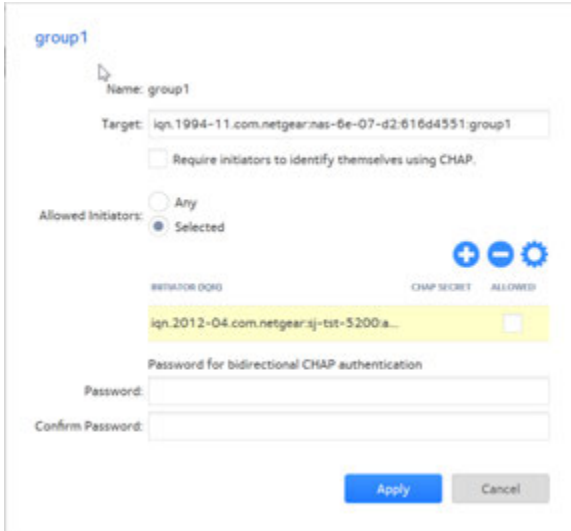 group1
Name: group1
Target: iqn.1994-11.com.netgear:nas-6e-07-d2:616d4551:group1
Require initiators to identify themselves using CHAP.
Allowed Initiators:
Any
Selected
INITIATOR (IQN) CHAP SECRET ALLOWED
iqn.2012-04.com.netgear:sj-tst-5200:a...
Password for bidirectional CHAP authentication
Password:
Confirm Password:
Apply Cancel